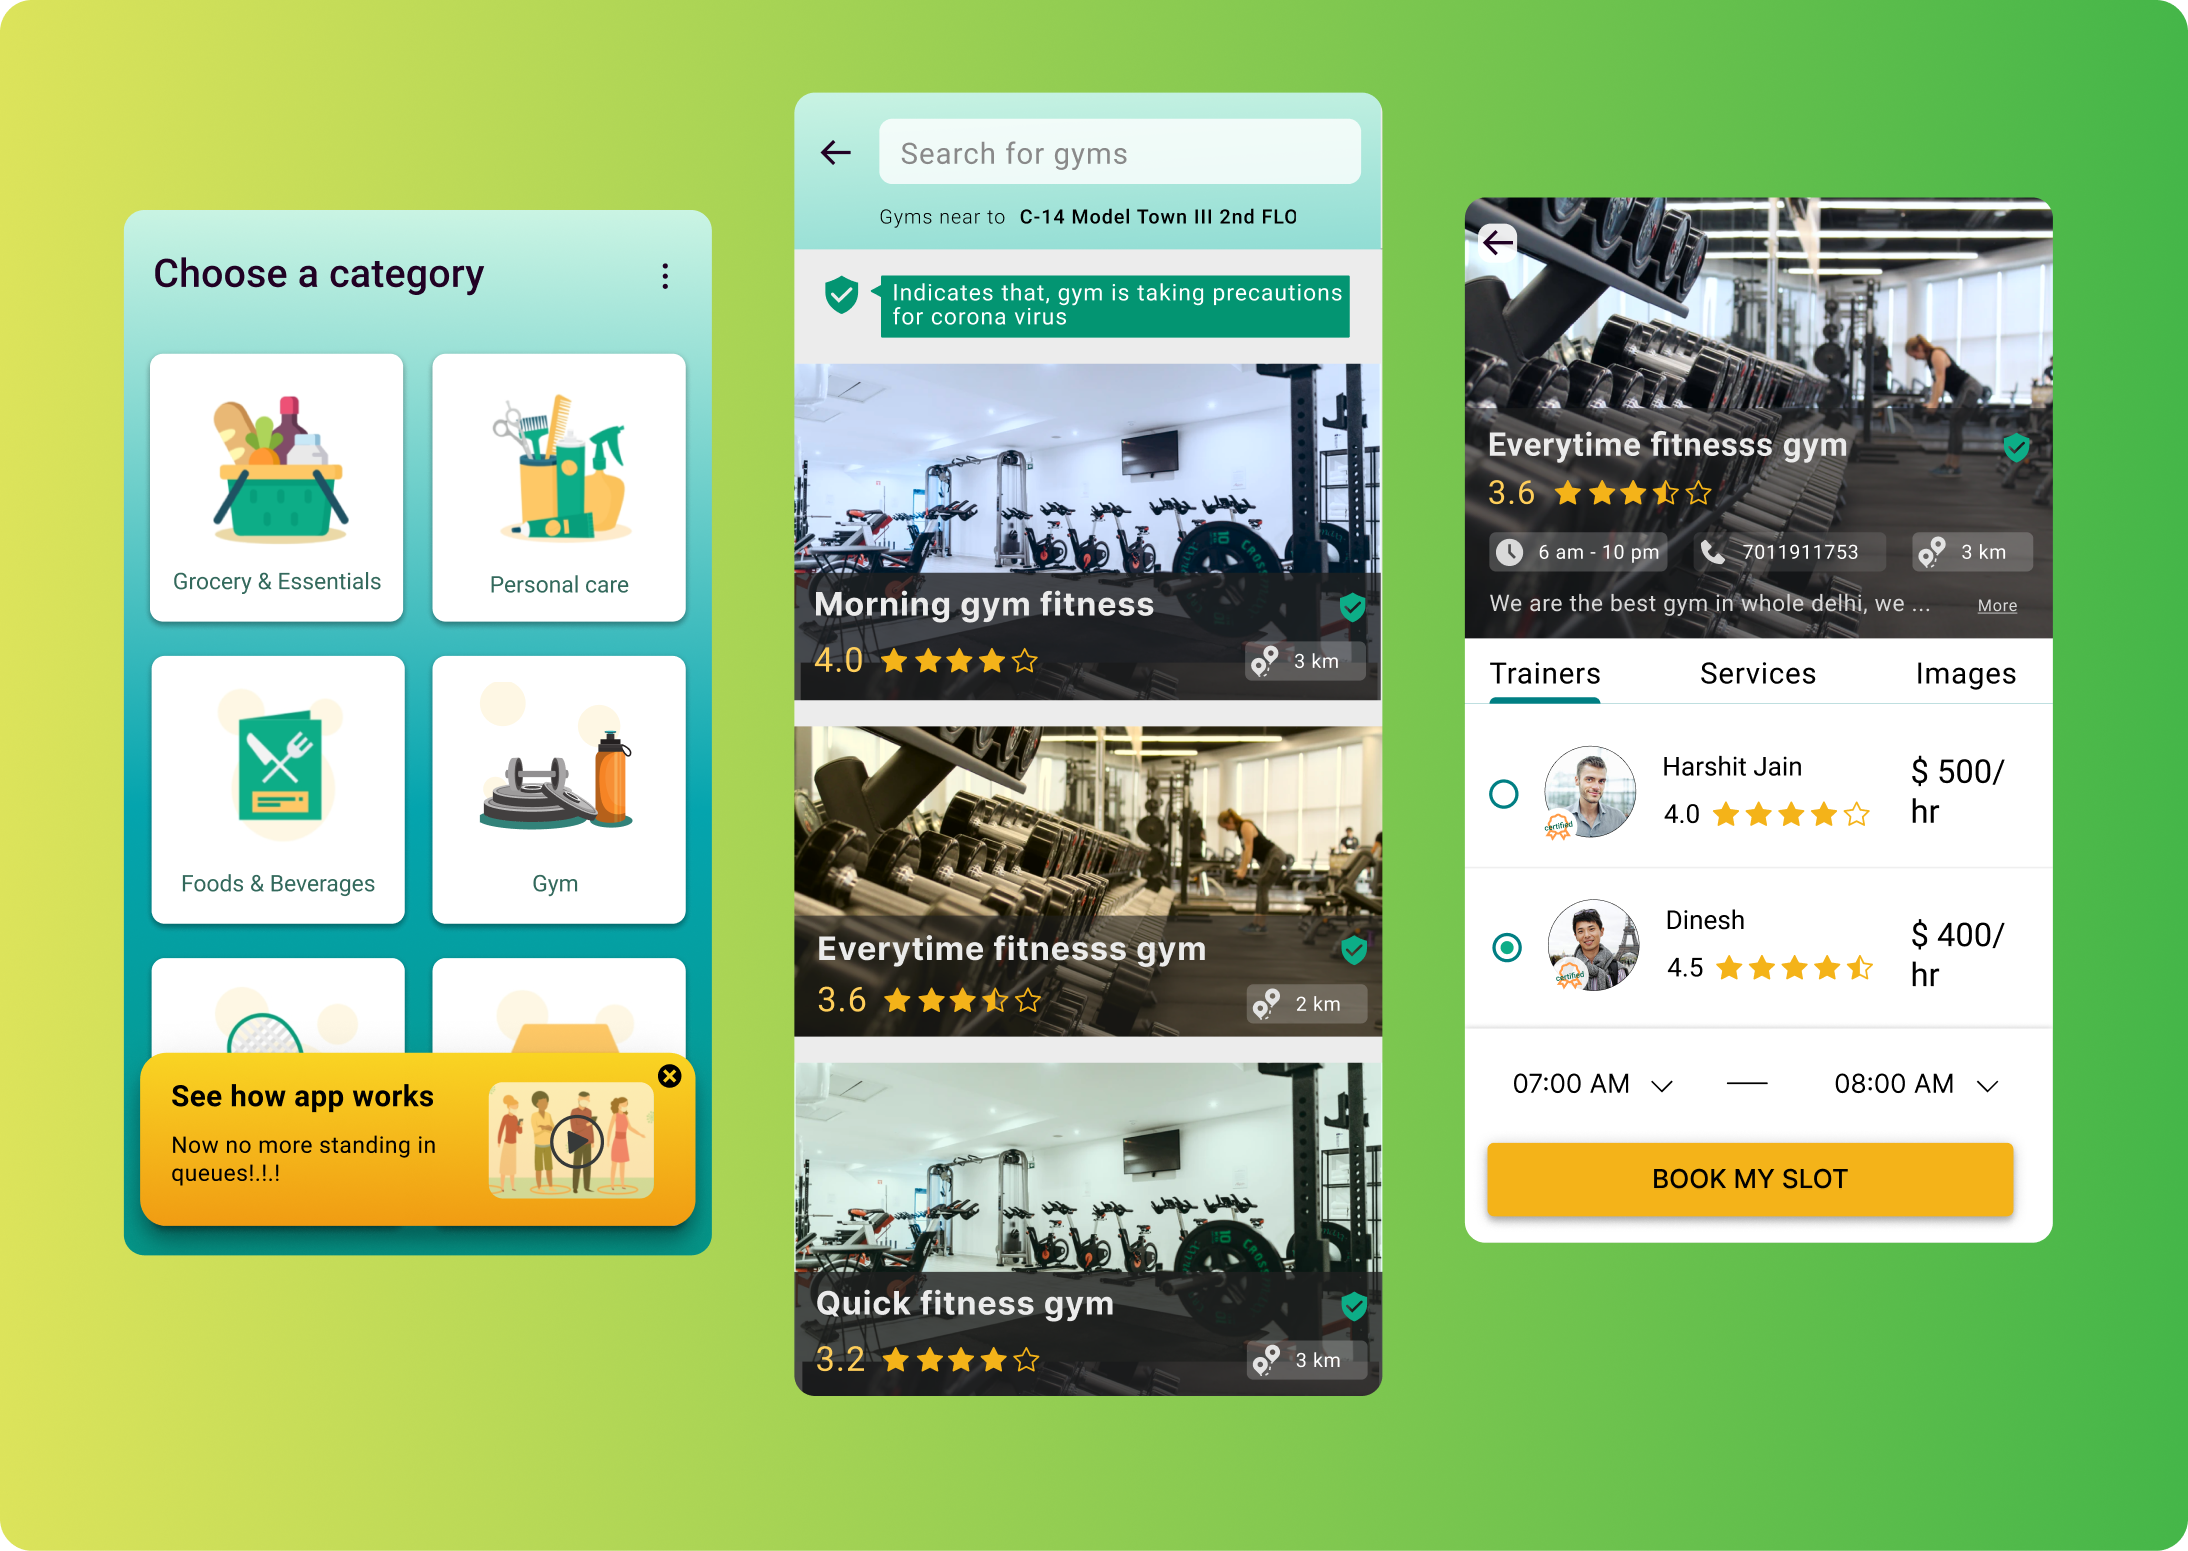 Choose a category
Grocery & Essentials
Personal care
Foods & Beverages
Gym
See how app works
Now no more standing in
queues!.!.!
Search for gyms
Gyms near to C-14 Model Town III 2nd FLO
Indicates that, gym is taking precautions
for corona virus
Morning gym fitness
4.0
3 km
Everytime fitnesss gym
3.6
2 km
Quick fitness gym
3.2
3 km
Everytime fitnesss gym
3.6
6 am - 10 pm
7011911753
3 km
We are the best gym in whole delhi, we ...
More
Trainers
Services
Images
Harshit Jain
4.0
$ 500/
hr
certified
Dinesh
4.5
$ 400/
hr
certified
07:00 AM
08:00 AM
BOOK MY SLOT